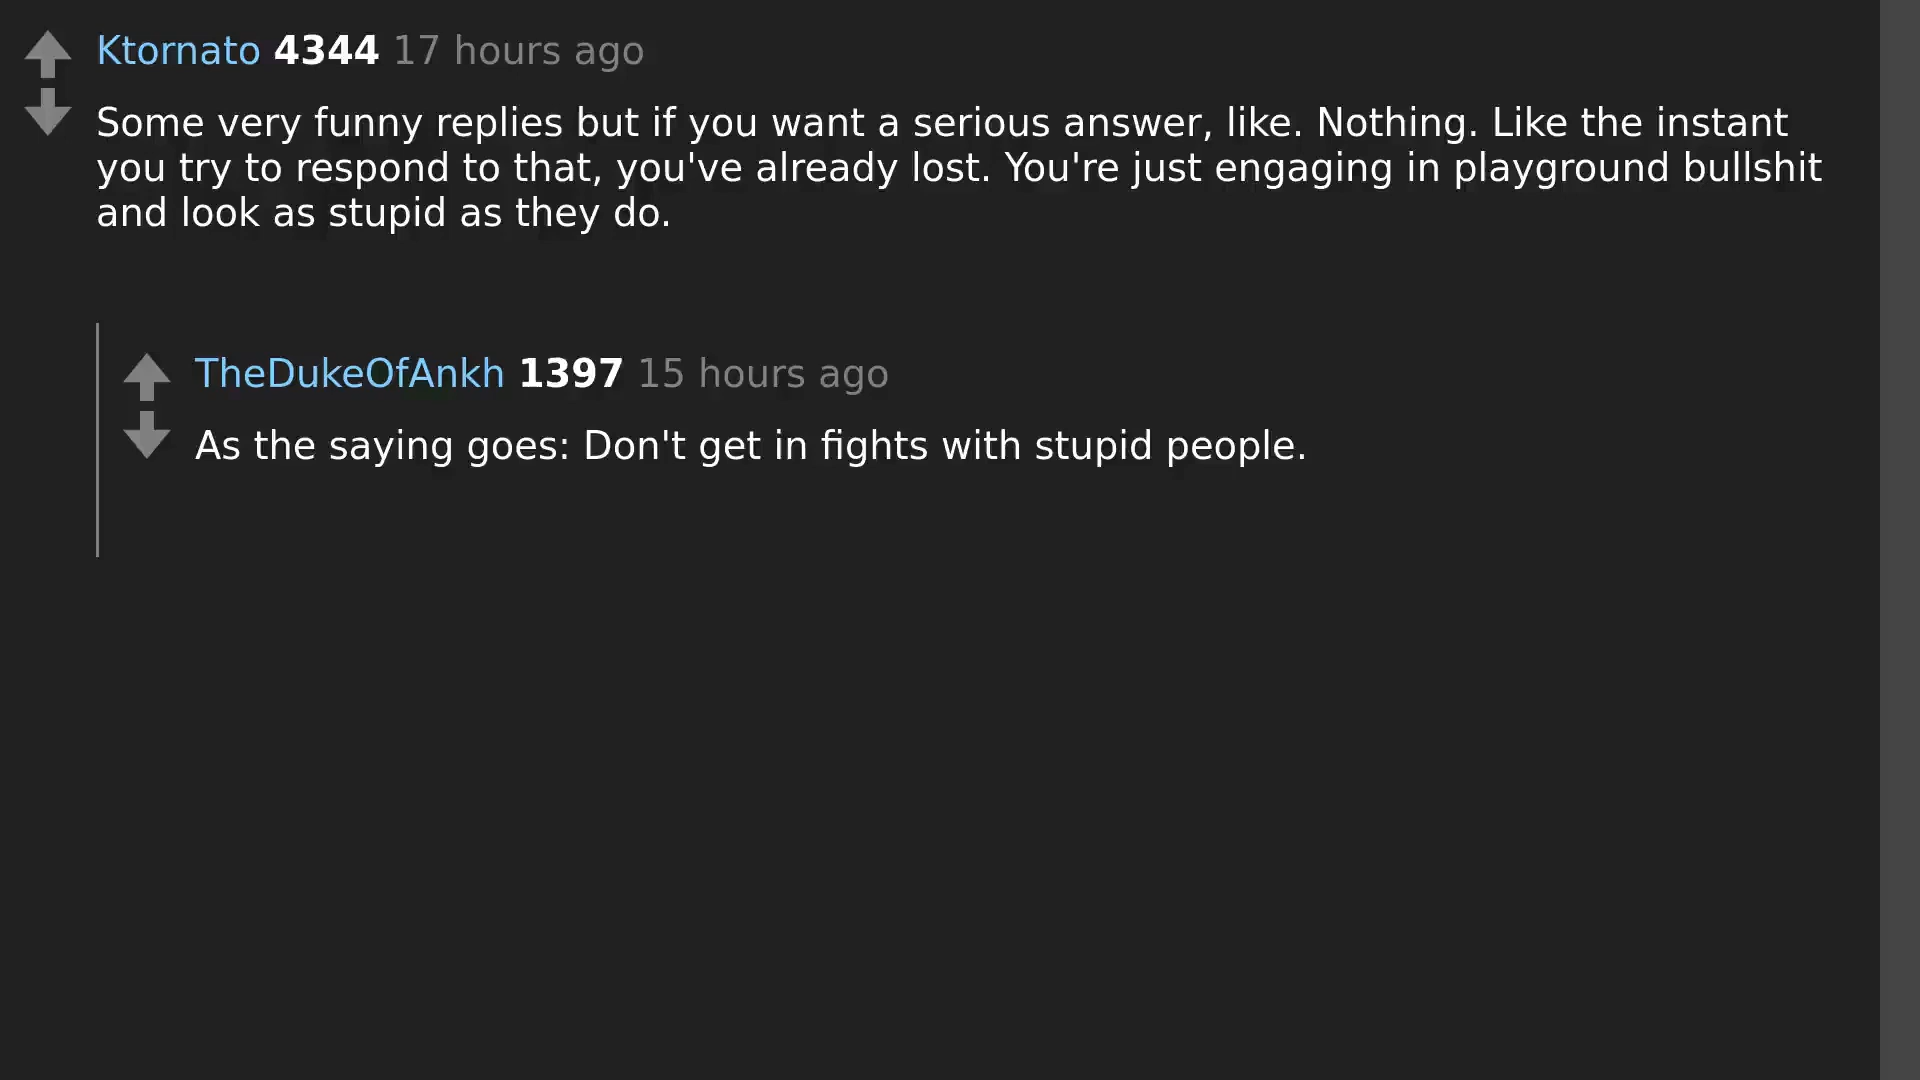 Ktornato 4344 17 hours ago
Some very funny replies but if you want a serious answer, like. Nothing. Like the instant
you try to respond to that, you've already lost. You're just engaging in playground bullshit
and look as stupid as they do.
TheDukeOfAnkh 1397 15 hours ago
As the saying goes: Don't get in fights with stupid people.